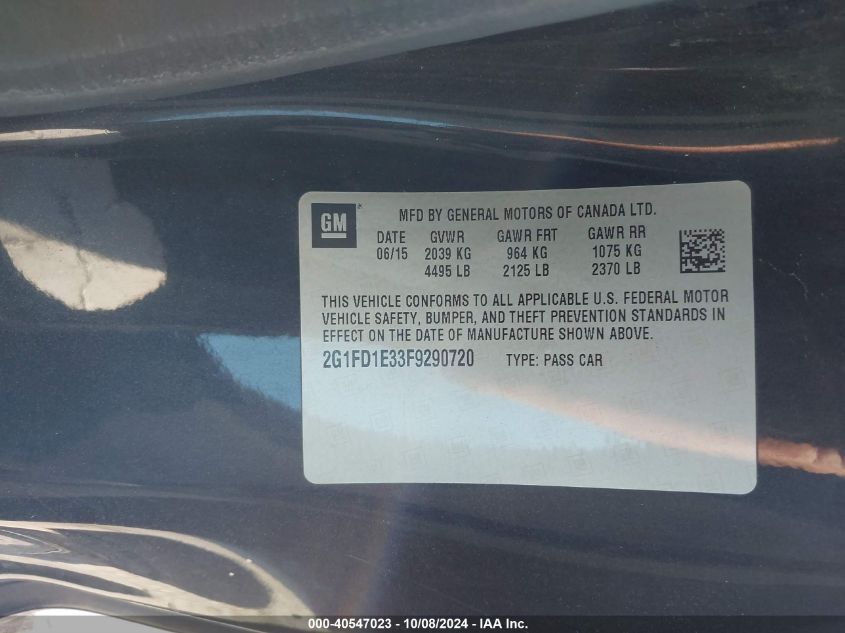 GM
MFD BY GENERAL MOTORS OF CANADA LTD.
DATE GVWR GAWR FRT GAWR RR
06/15 2039 KG 964 KG 1075 KG
4495 LB 2125 LB 2370 LB
THIS VEHICLE CONFORMS TO ALL APPLICABLE U.S. FEDERAL MOTOR
VEHICLE SAFETY, BUMPER, AND THEFT PREVENTION STANDARDS IN
EFFECT ON THE DATE OF MANUFACTURE SHOWN ABOVE.
2G1FD1E33F9290720 TYPE: PASS CAR
000-40547023 - 10/08/2024 - IAA Inc.